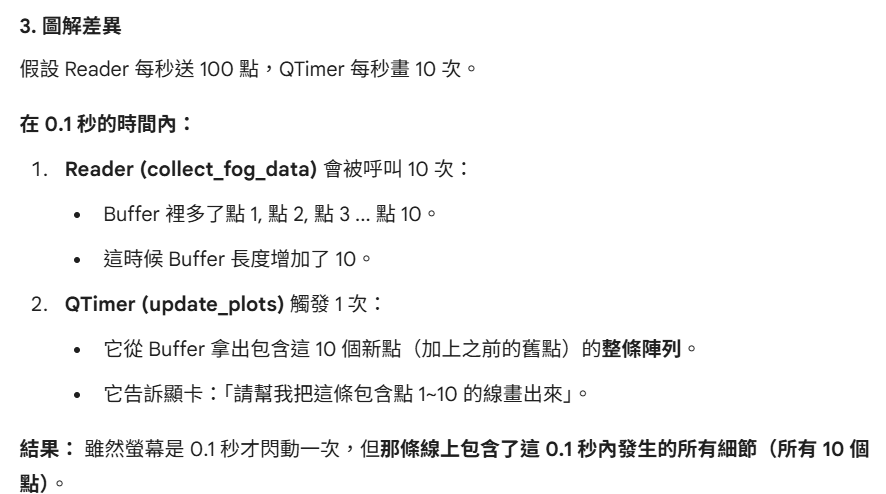 3. 圖解差異
假設 Reader 每秒送 100 點，QTimer 每秒畫 10 次。
在 0.1 秒的時間內：
1. Reader (collect_fog_data) 會被呼叫 10 次：
• Buffer 裡多了點 1, 點 2, 點 3 ... 點 10。
• 這時候 Buffer 長度增加了 10。
2. QTimer (update_plots) 觸發 1 次：
• 它從 Buffer 拿出包含這 10 個新點（加上之前的舊點）的整條陣列。
• 它告訴顯卡：「請幫我把這條包含點 1~10 的線畫出來」。
結果： 雖然螢幕是 0.1 秒才閃動一次，但那條線上包含了這 0.1 秒內發生的所有細節（所有 10 個
點）。